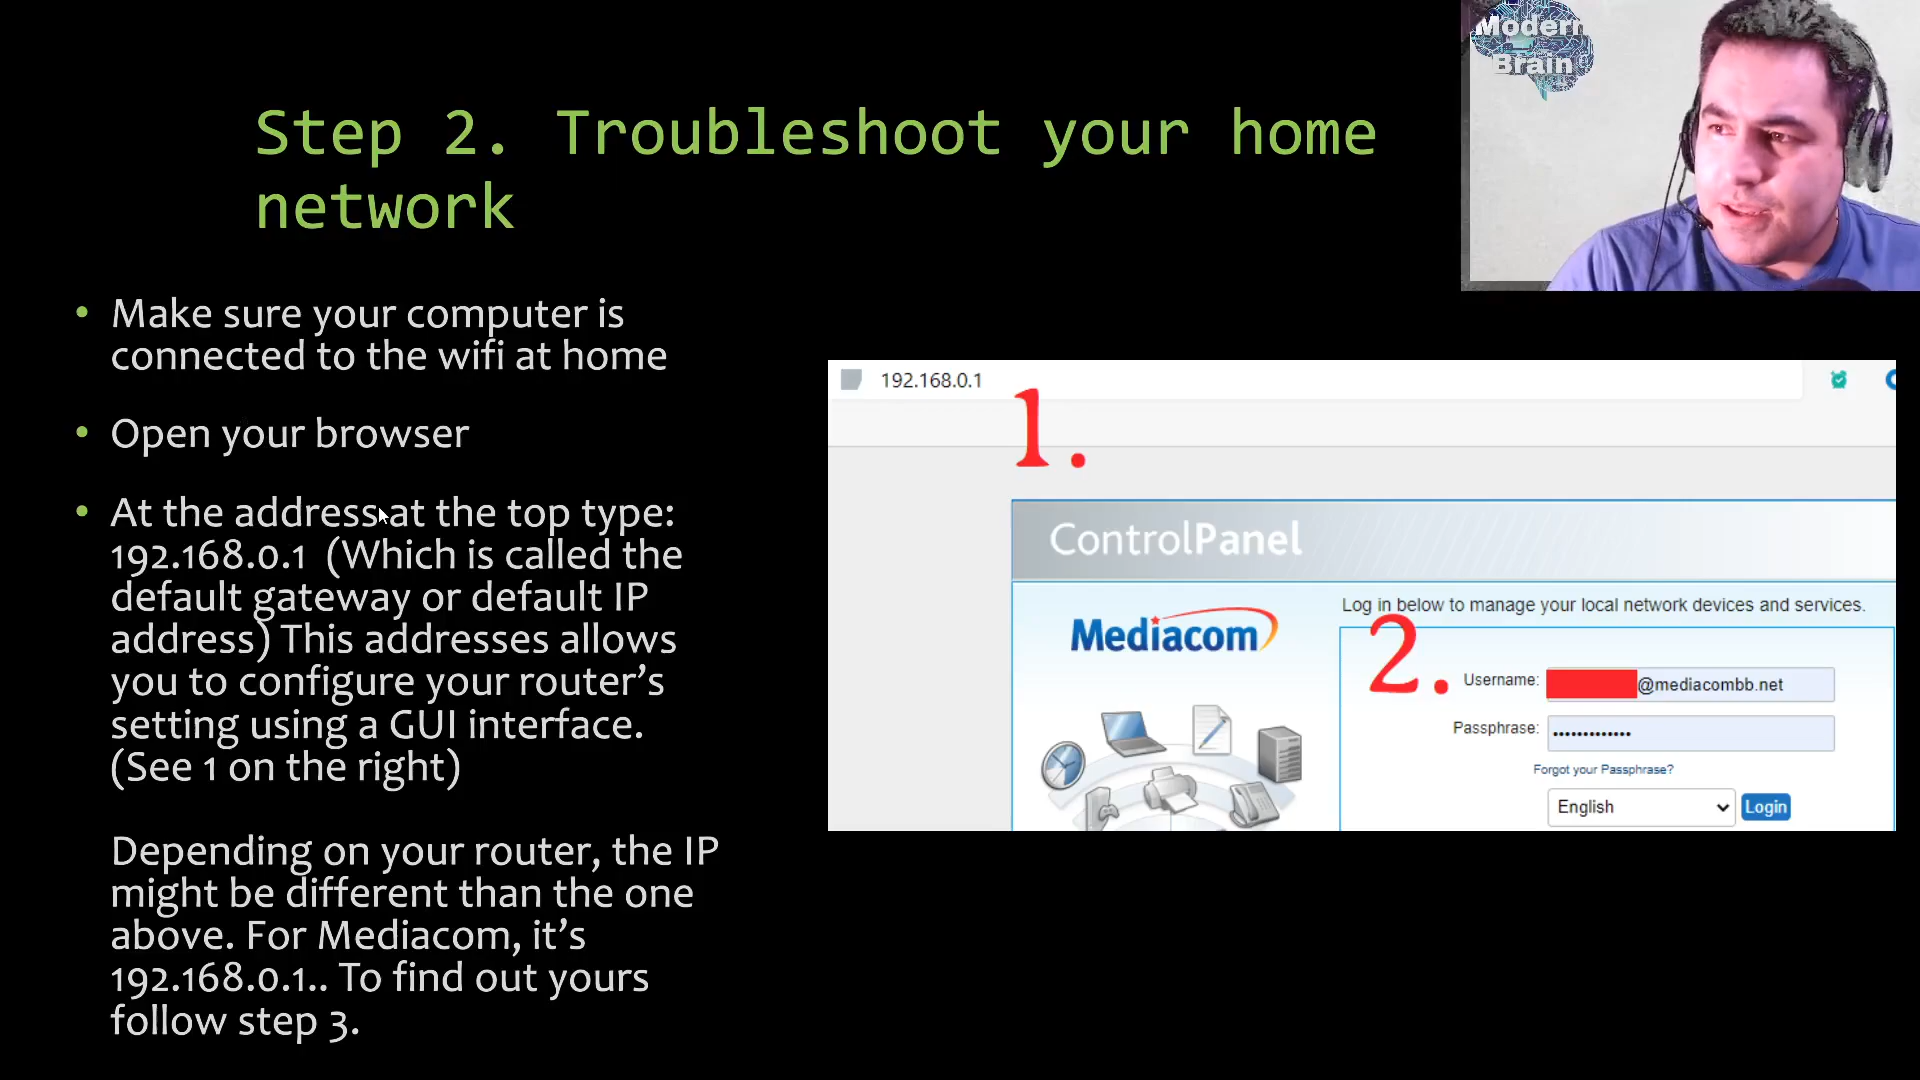 Modern
Brain
Step 2. Troubleshoot your home
network
• Make sure your computer is
connected to the wifi at home
• Open your browser
• At the address at the top type:
192.168.0.1 (Which is called the
default gateway or default IP
address) This addresses allows
you to configure your router’s
setting using a GUI interface.
(See 1 on the right)
Depending on your router, the IP
might be different than the one
above. For Mediacom, it’s
192.168.0.1.. To find out yours
follow step 3.
192.168.0.1
1.
ControlPanel
Mediacom
Log in below to manage your local network devices and services.
2.
Username: @mediacombb.net
Passphrase: •••••••••••••
Forgot your Passphrase?
English
Login